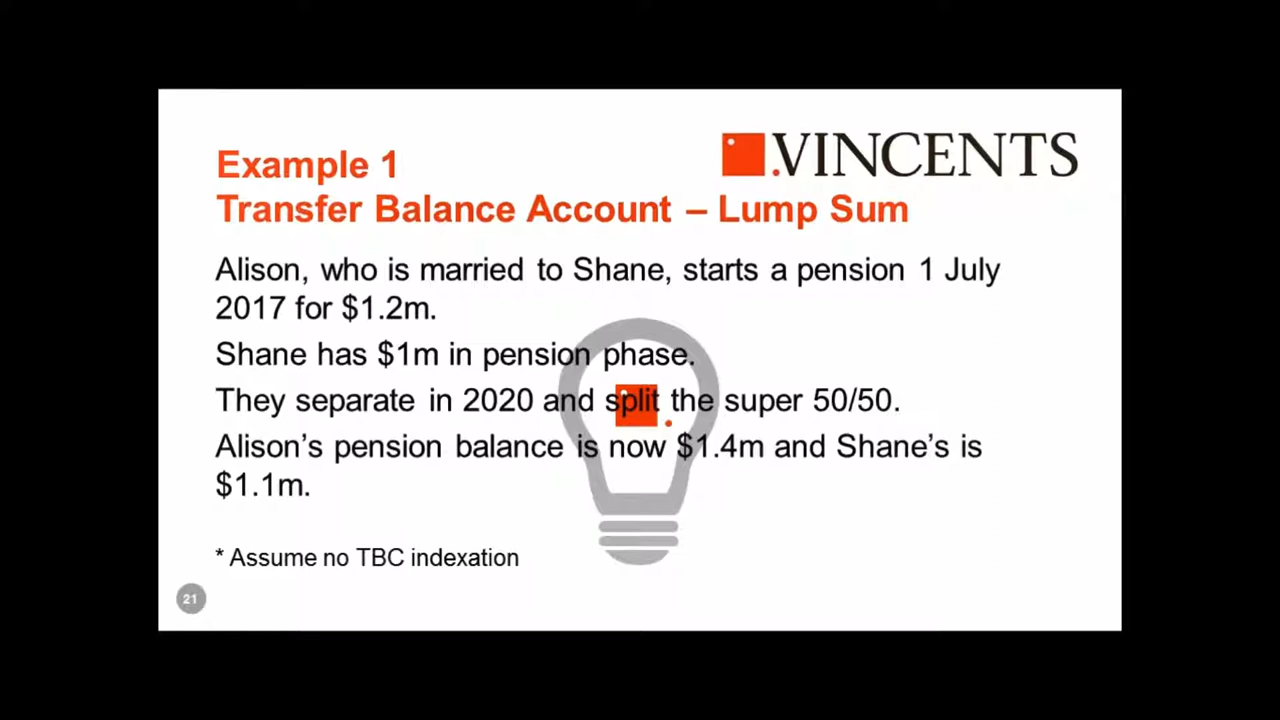 .VINCENTS
Example 1
Transfer Balance Account – Lump Sum
Alison, who is married to Shane, starts a pension 1 July
2017 for $1.2m.
Shane has $1m in pension phase.
They separate in 2020 and split the super 50/50.
Alison’s pension balance is now $1.4m and Shane’s is
$1.1m.
* Assume no TBC indexation
21